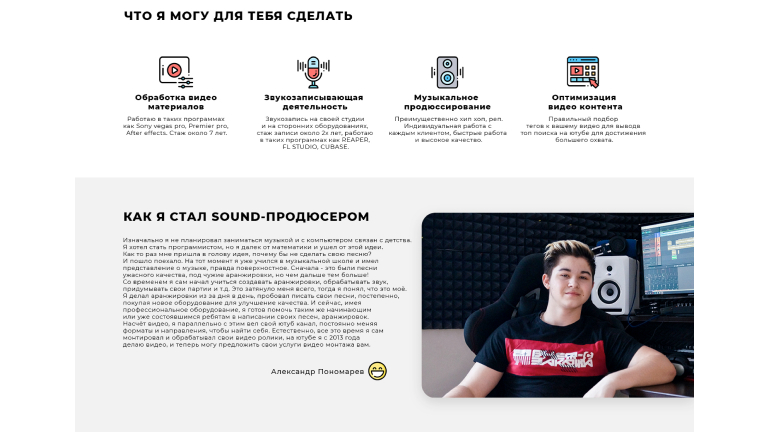 ЧТО Я МОГУ ДЛЯ ТЕБЯ СДЕЛАТЬ
Обработка видео
материалов
Работаю в таких программах
как Sony vegas pro, Premier pro,
After effects. Стаж около 7 лет.
Звукозаписывающая
деятельность
Звукозапись на своей студии
и на сторонних оборудованиях,
стаж записи около 2х лет, работаю
в таких программах как REAPER,
FL STUDIO, CUBASE.
Музыкальное
продюссирование
Преимущественно хип хоп, реп.
Индивидуальная работа с
каждым клиентом, быстрые работа
и высокое качество.
Оптимизация
видео контента
Правильный подбор
тегов к вашему видео для выводв
топ поиска на ютубе для достижения
большего охвата.
КАК Я СТАЛ SOUND-ПРОДЮСЕРОМ
Изначально я не планировал заниматься музыкой и с компьютером связан с детства.
Я хотел стать программистом, но я далек от математики и ушел от этой идеи.
Как то раз мне пришла в голову идея, почему бы не сделать свою песню?
И пошло поехало. На тот момент я уже учился в музыкальной школе и имел
представление о музыке, правда поверхностное. Сначала - это были песни
ужасного качества, под чужие аранжировки, но чем дальше тем больше!
Со временем я сам начал учиться создавать аранжировки, обрабатывать звук,
придумывать свои партии и т.д. Это затянуло меня всего, тогда я понял, что это моё.
Я делал аранжировки из за дня в день, пробовал писать свои песни, постепенно,
покупая новое оборудование для улучшение качества. И сейчас, имея
профессиональное оборудование, я готов помочь таким же начинающим
или уже состоявшимся ребятам в написании своих песен, аранжировок.
Насчёт видео, я параллельно с этим вел свой ютуб канал, постоянно меняя
форматы и направления, чтобы найти себя. Естественно, все это время я сам
монтировал и обрабатывал свои видео ролики, на ютубе я с 2013 года
делаю видео, и теперь могу предложить свои услуги видео монтажа вам.
Александр Пономарев